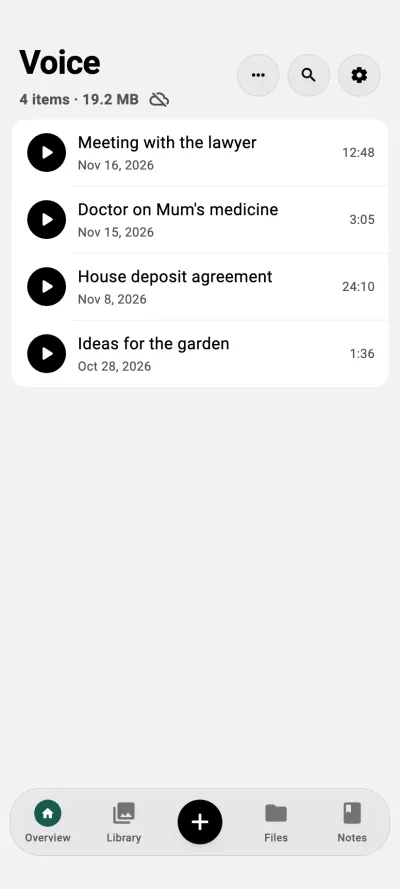 Voice
4 items · 19.2 MB
Meeting with the lawyer
Nov 16, 2026
12:48
Doctor on Mum's medicine
Nov 15, 2026
3:05
House deposit agreement
Nov 8, 2026
24:10
Ideas for the garden
Oct 28, 2026
1:36
Overview
Library
Files
Notes